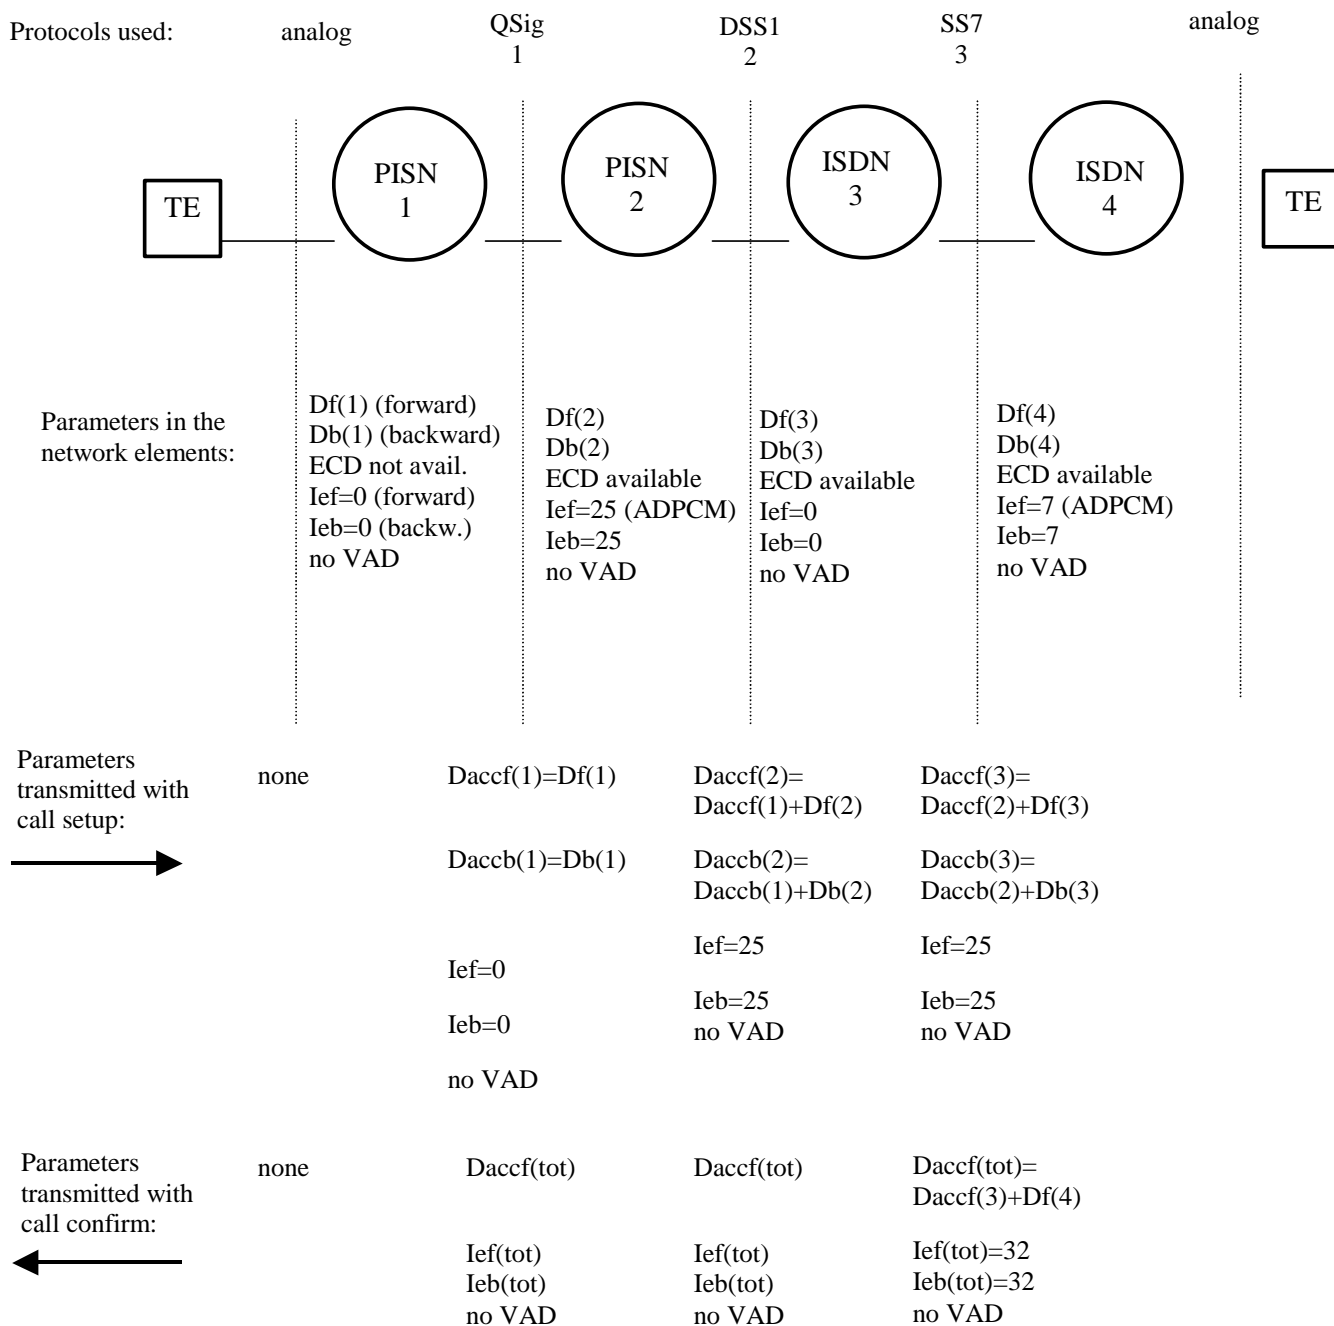 Protocols used:
analog
QSig
1
DSS1
2
SS7
3
analog
TE
PISN
1
PISN
2
ISDN
3
ISDN
4
TE
Parameters in the
network elements:
Df(1) (forward)
Db(1) (backward)
ECD not avail.
Ief=0 (forward)
Ieb=0 (backw.)
no VAD
Df(2)
Db(2)
ECD available
Ief=25 (ADPCM)
Ieb=25
no VAD
Df(3)
Db(3)
ECD available
Ief=0
Ieb=0
no VAD
Df(4)
Db(4)
ECD available
Ief=7 (ADPCM)
Ieb=7
no VAD
Parameters
transmitted with
call setup:
none
Daccf(1)=Df(1)
Daccb(1)=Db(1)
Ief=0
Ieb=0
no VAD
Daccf(2)=
Daccf(1)+Df(2)
Daccb(2)=
Daccb(1)+Db(2)
Ief=25
Ieb=25
no VAD
Daccf(3)=
Daccf(2)+Df(3)
Daccb(3)=
Daccb(2)+Db(3)
Ief=25
Ieb=25
no VAD
Parameters
transmitted with
call confirm:
none
Daccf(tot)
Ief(tot)
Ieb(tot)
no VAD
Daccf(tot)
Ief(tot)
Ieb(tot)
no VAD
Daccf(tot)=
Daccf(3)+Df(4)
Ief(tot)=32
Ieb(tot)=32
no VAD